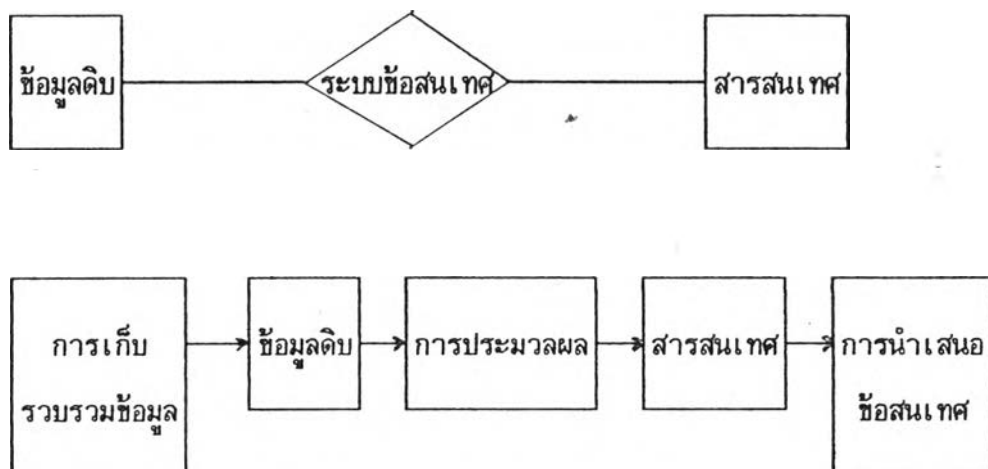 ข้อมูลดิบ
ระบบข้อสนเทศ
สารสนเทศ
การเก็บ
รวบรวมข้อมูล
ข้อมูลดิบ
การประมวลผล
สารสนเทศ
การนำเสนอ
ข้อสนเทศ